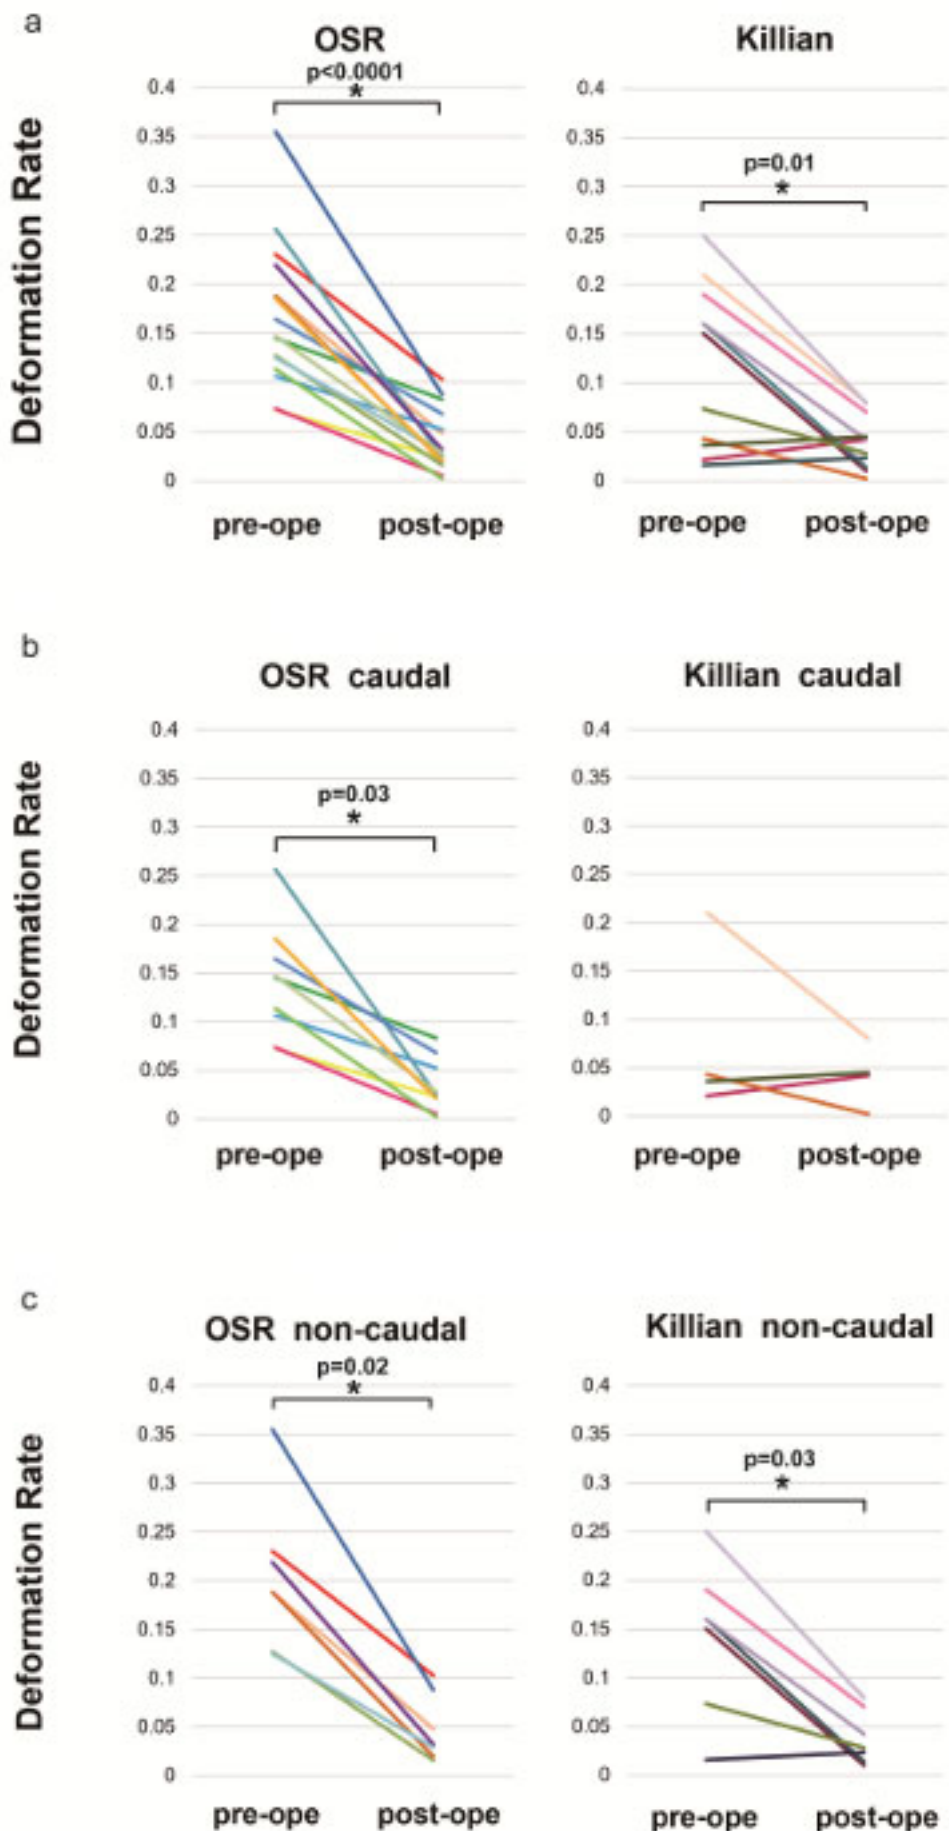 a
OSR
Killian
p<0.0001
*
p=0.01
*
Deformation Rate
0.4
0.35
0.3
0.25
0.2
0.15
0.1
0.05
0
0.4
0.35
0.3
0.25
0.2
0.15
0.1
0.05
0
pre-ope
post-ope
pre-ope
post-ope
b
OSR caudal
Killian caudal
p=0.03
*
Deformation Rate
0.4
0.35
0.3
0.25
0.2
0.15
0.1
0.05
0
0.4
0.35
0.3
0.25
0.2
0.15
0.1
0.05
0
pre-ope
post-ope
pre-ope
post-ope
c
OSR non-caudal
Killian non-caudal
p=0.02
*
p=0.03
*
Deformation Rate
0.4
0.35
0.3
0.25
0.2
0.15
0.1
0.05
0
0.4
0.35
0.3
0.25
0.2
0.15
0.1
0.05
0
pre-ope
post-ope
pre-ope
post-ope